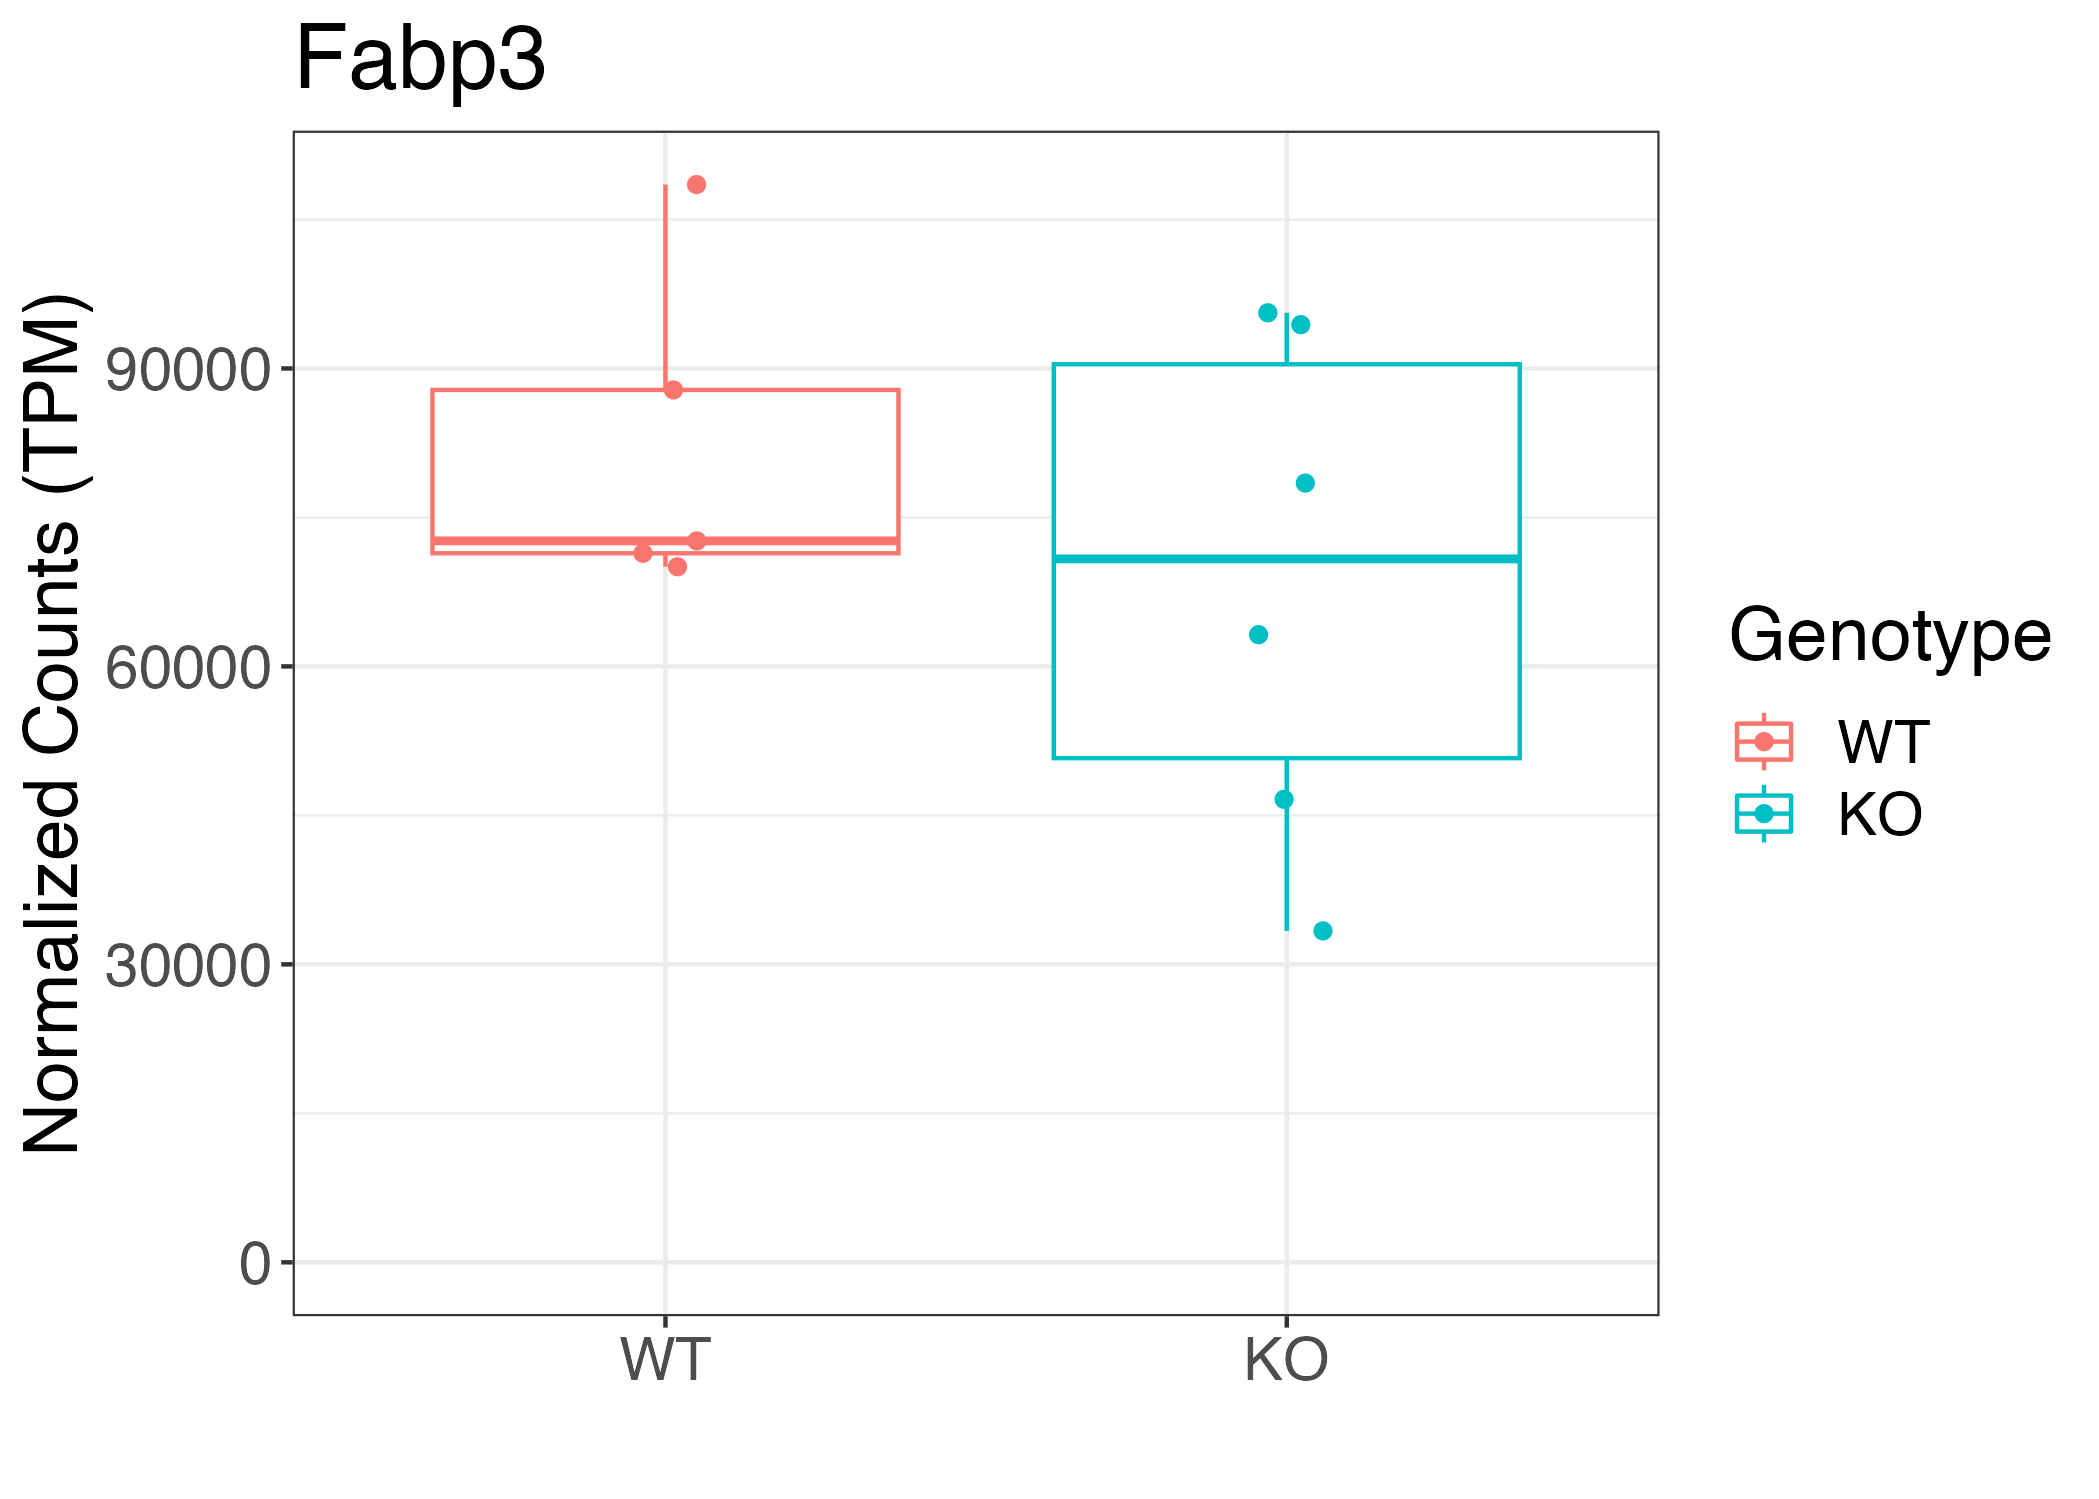 Fabp3
Normalized Counts (TPM)
90000
60000
30000
0
WT
KO
Genotype
WT
KO